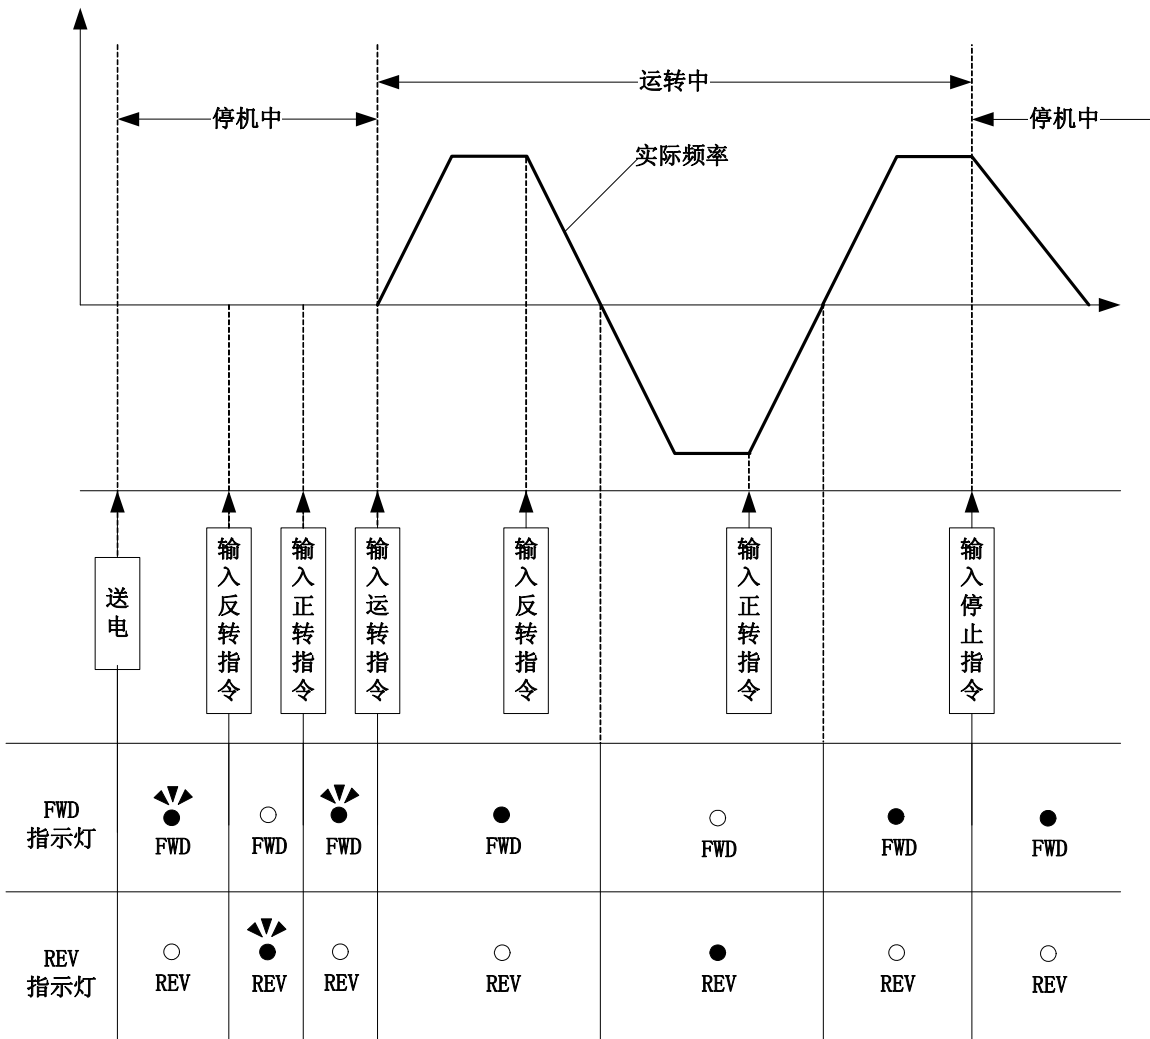 运转中
停机中
停机中
实际频率
送电
输入反转指令
输入正转指令
输入运转指令
输入反转指令
输入正转指令
输入停止指令
FWD
指示灯
FWD
FWD
FWD
FWD
FWD
FWD
FWD
REV
指示灯
REV
REV
REV
REV
REV
REV
REV